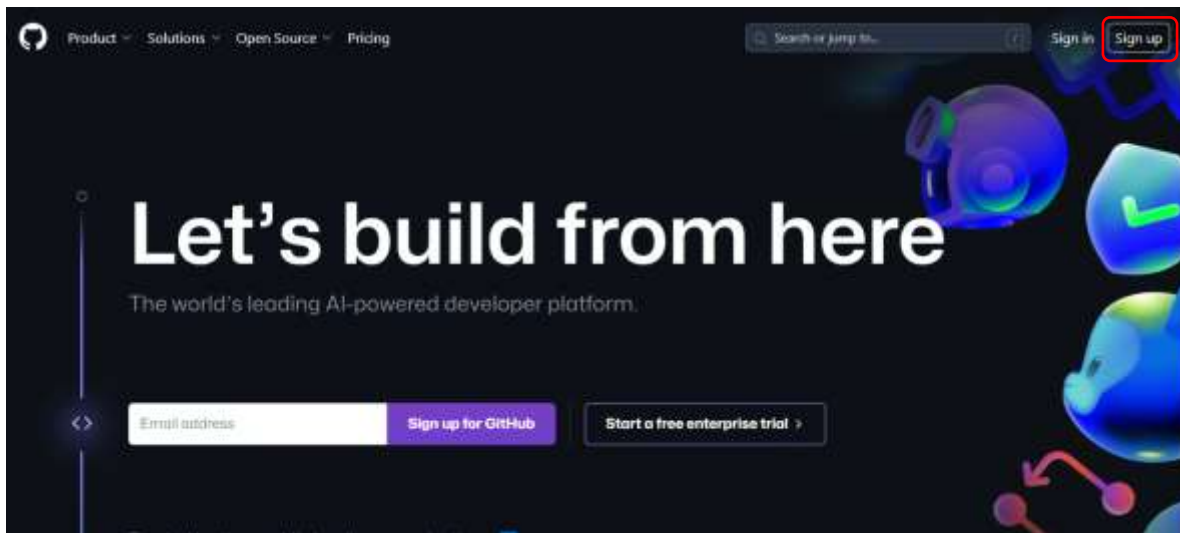 Product Solutions Open Source Pricing Search or jump to... / Sign in Sign up
Let's build from here
The world's leading AI-powered developer platform.
Email address Sign up for GitHub Start a free enterprise trial